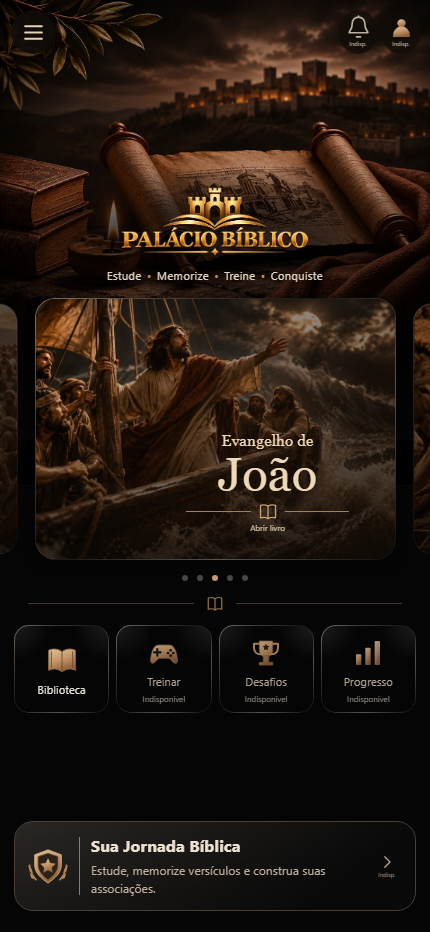 Indisp.
Indisp.
PALÁCIO BÍBLICO
Estude • Memorize • Treine • Conquiste
Evangelho de
João
Abrir livro
Biblioteca
Treinar
Indisponível
Desafios
Indisponível
Progresso
Indisponível
Sua Jornada Bíblica
Estude, memorize versículos e construa suas
associações.
Indisp.